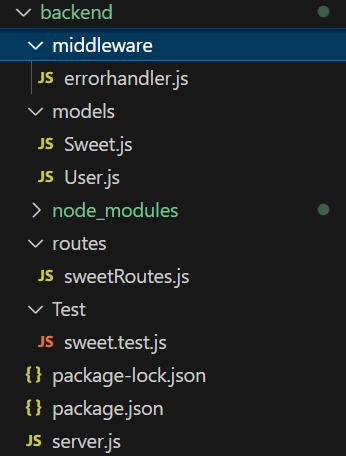 backend
middleware
JS errorhandler.js
models
JS Sweet.js
JS User.js
node_modules
routes
JS sweetRoutes.js
Test
JS sweet.test.js
{} package-lock.json
{} package.json
JS server.js